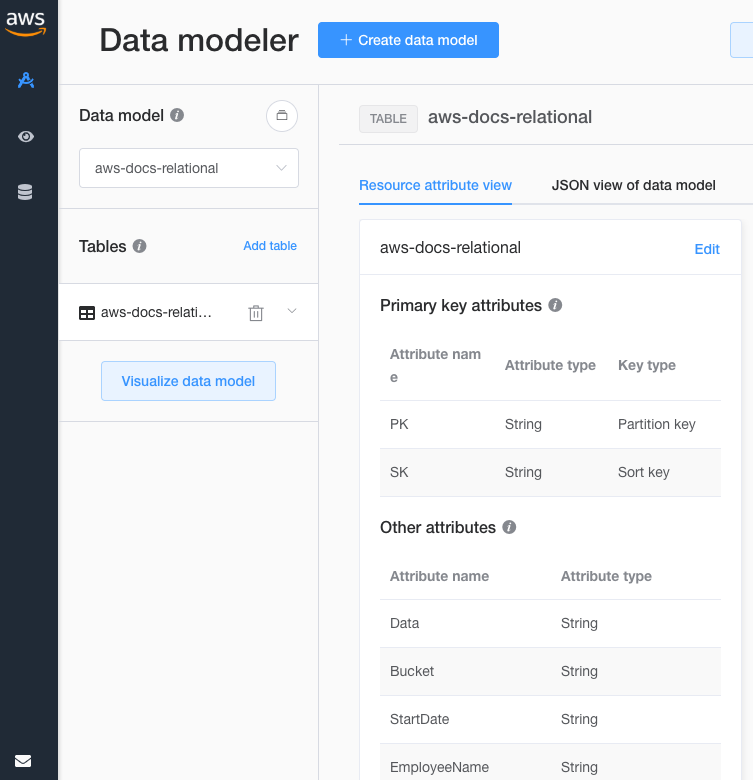 aws
Data modeler
+ Create data model
Data model
aws-docs-relational
Tables
Add table
aws-docs-relati...
Visualize data model
TABLE aws-docs-relational
Resource attribute view
JSON view of data model
aws-docs-relational
Edit
Primary key attributes
Attribute nam
e
Attribute type
Key type
PK String Partition key
SK String Sort key
Other attributes
Attribute name Attribute type
Data String
Bucket String
StartDate String
EmployeeName String